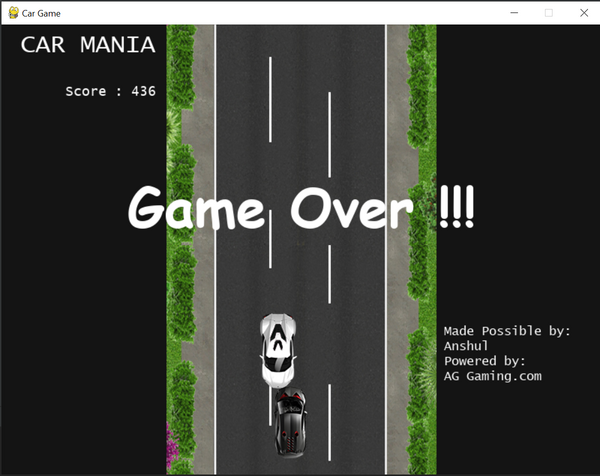 Car Game
CAR MANIA
Score : 436
Game Over !!!
Made Possible by:
Anshul
Powered by:
AG Gaming.com